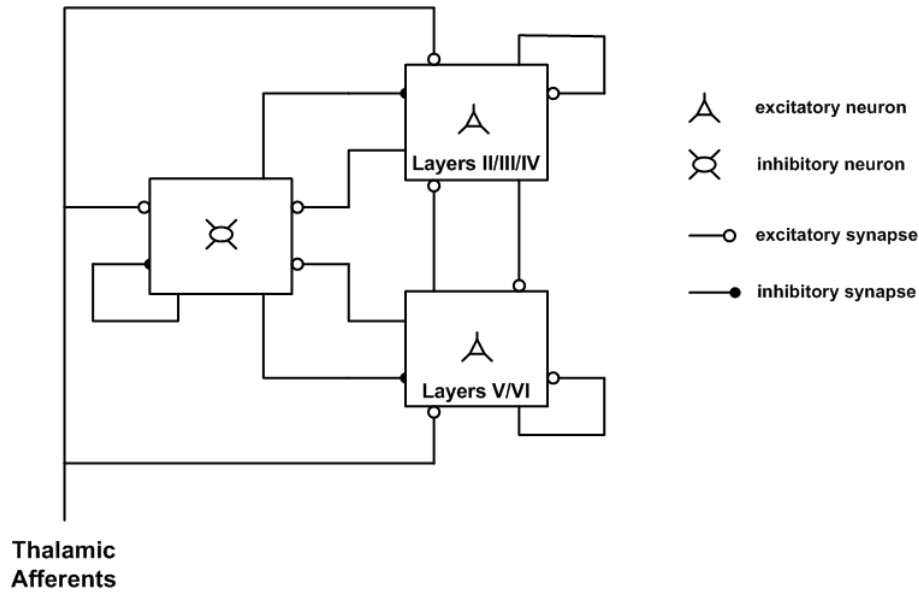 Layers II/III/IV
Layers V/VI
excitatory neuron
inhibitory neuron
excitatory synapse
inhibitory synapse
Thalamic
Afferents